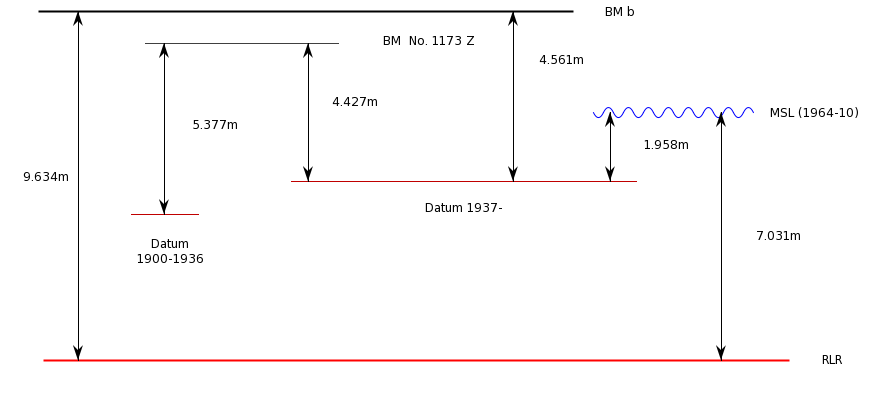 BM b
BM  No. 1173 Z
4.561m
4.427m
MSL (1964-10)
5.377m
1.958m
9.634m
Datum 1937-
7.031m
Datum
1900-1936
RLR